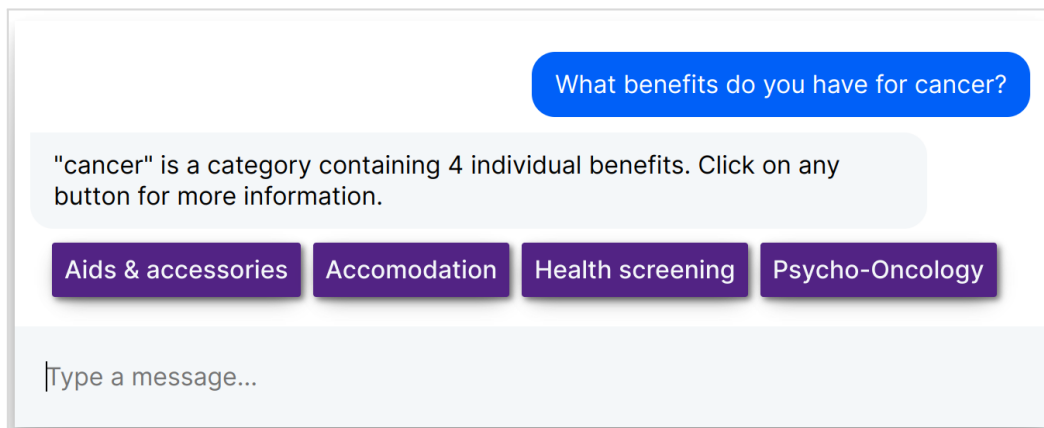 What benefits do you have for cancer?
"cancer" is a category containing 4 individual benefits. Click on any
button for more information.
Aids & accessories Accomodation Health screening Psycho-Oncology
Type a message...